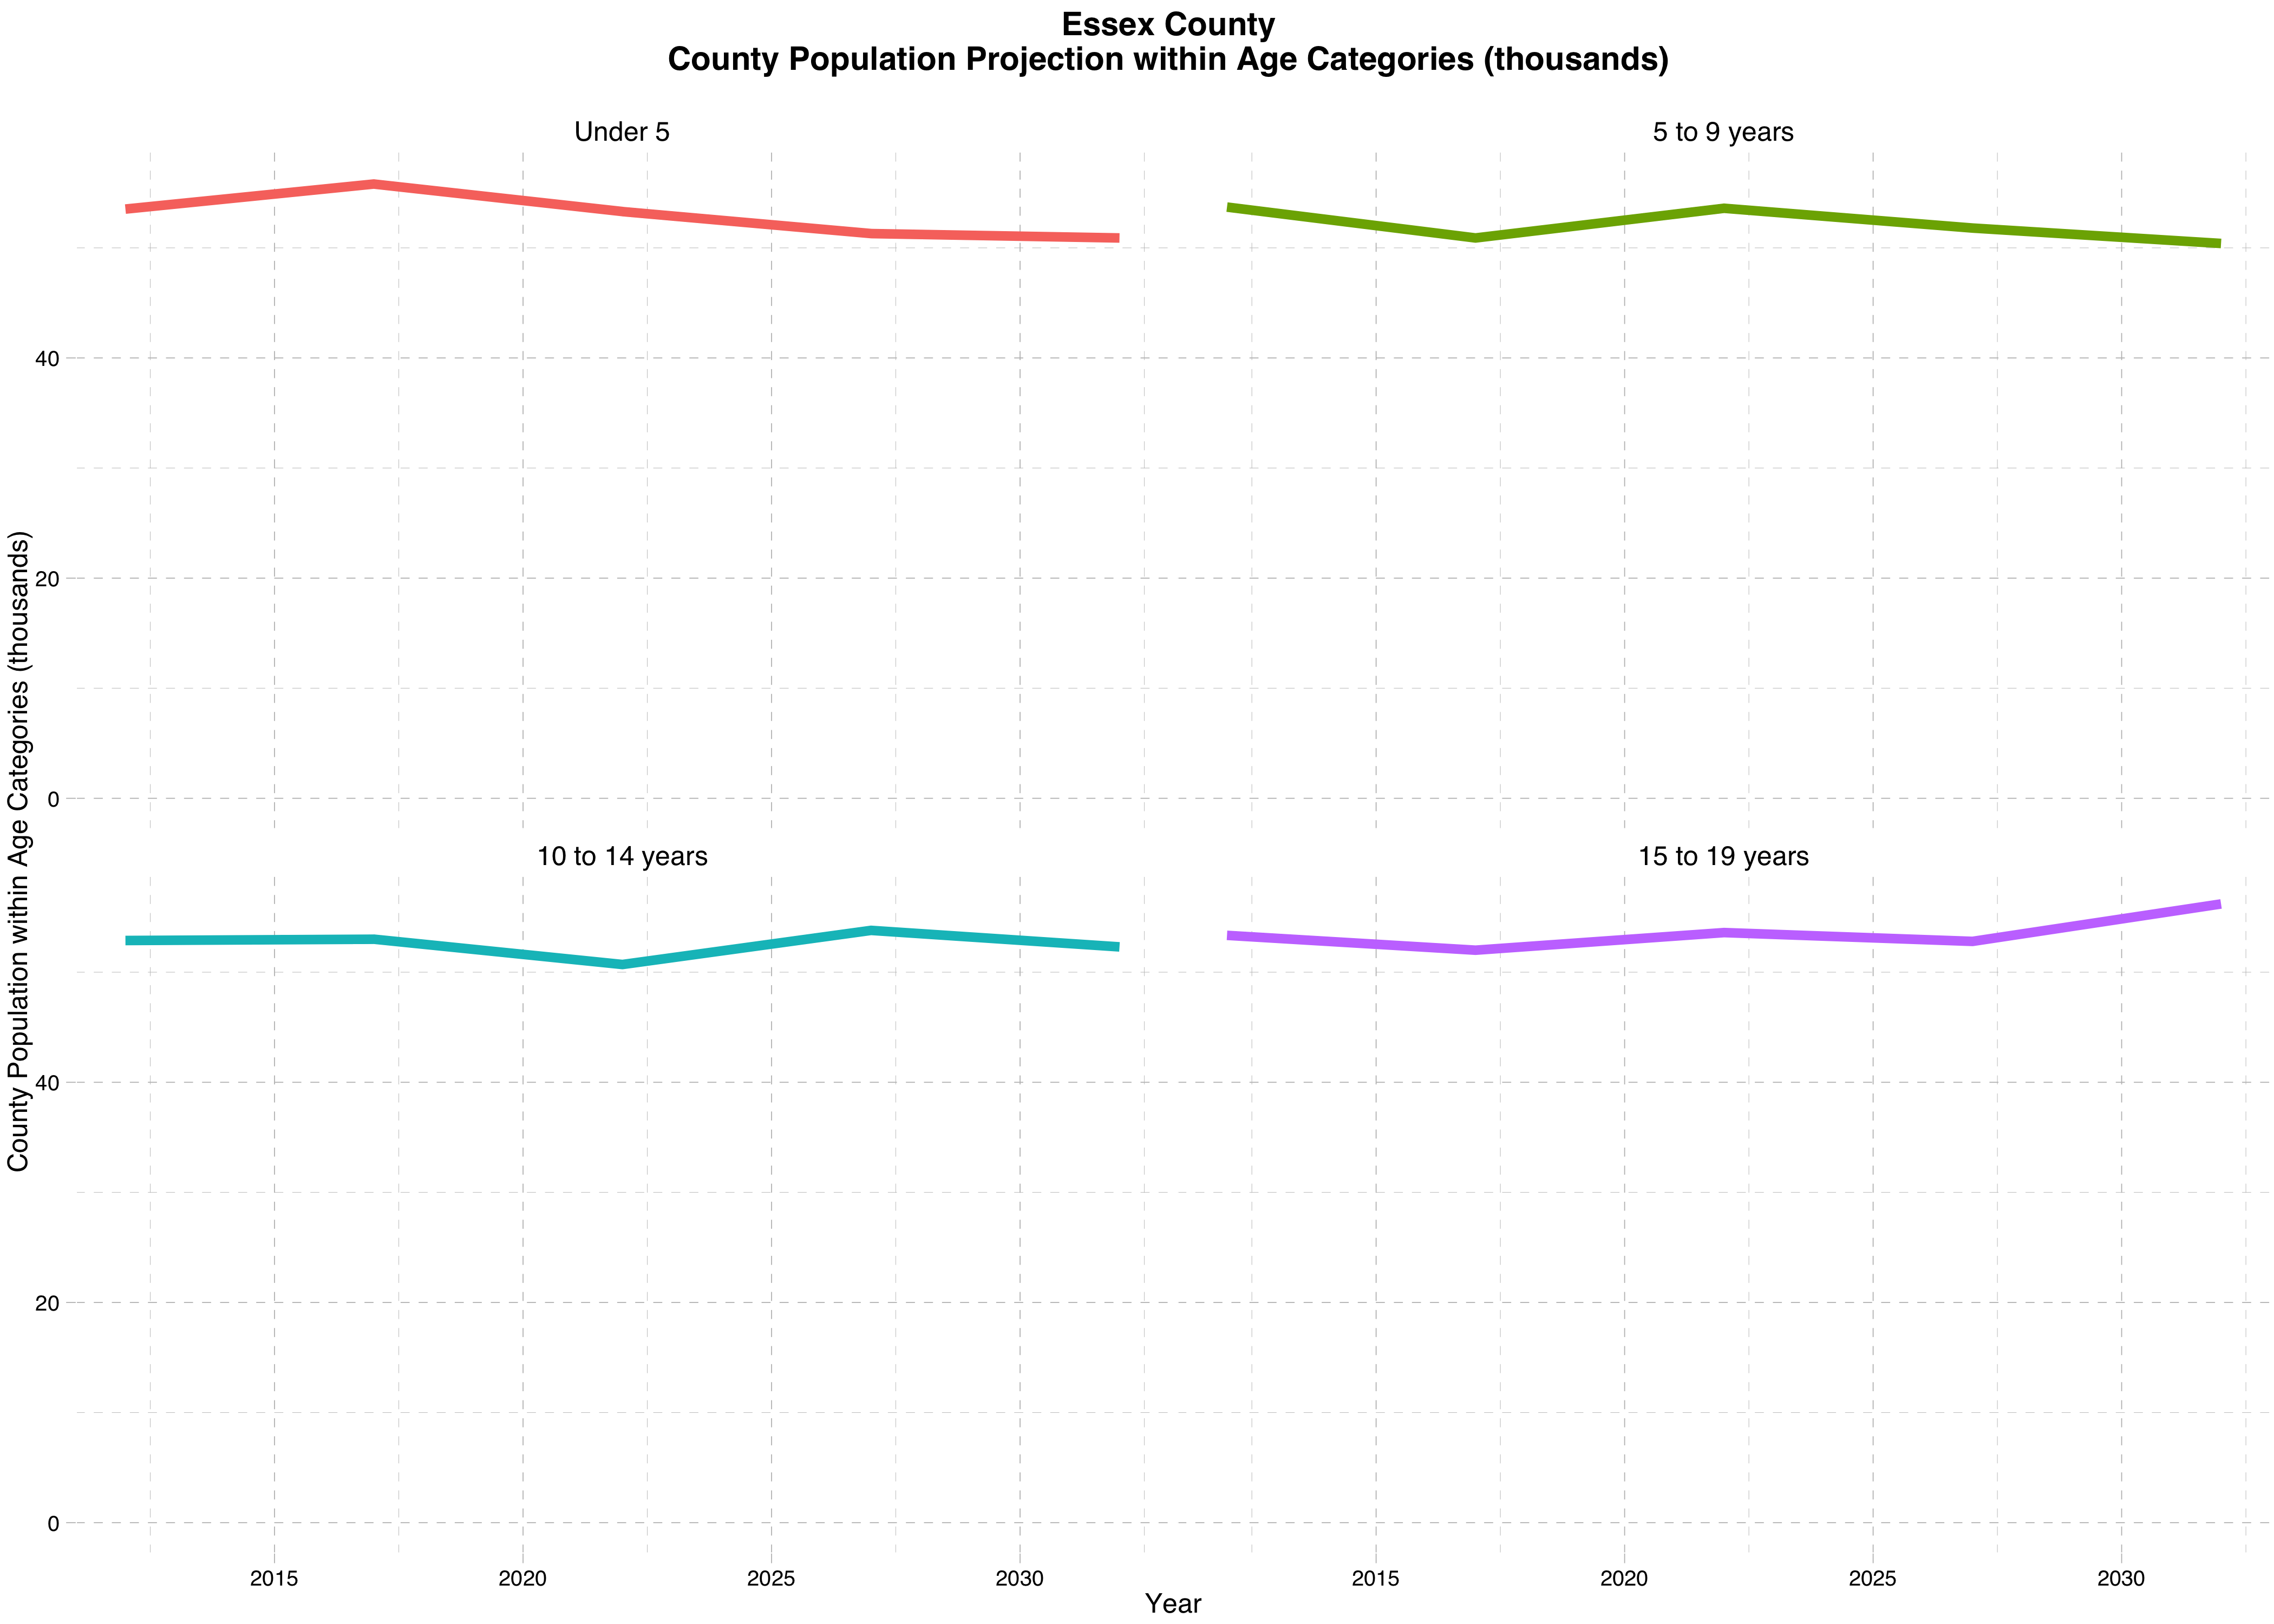 Essex County
County Population Projection within Age Categories (thousands)
Under 5
5 to 9 years
40
20
0
10 to 14 years
15 to 19 years
40
20
0
2015
2020
2025
2030
2015
2020
2025
2030
Year
County Population within Age Categories (thousands)